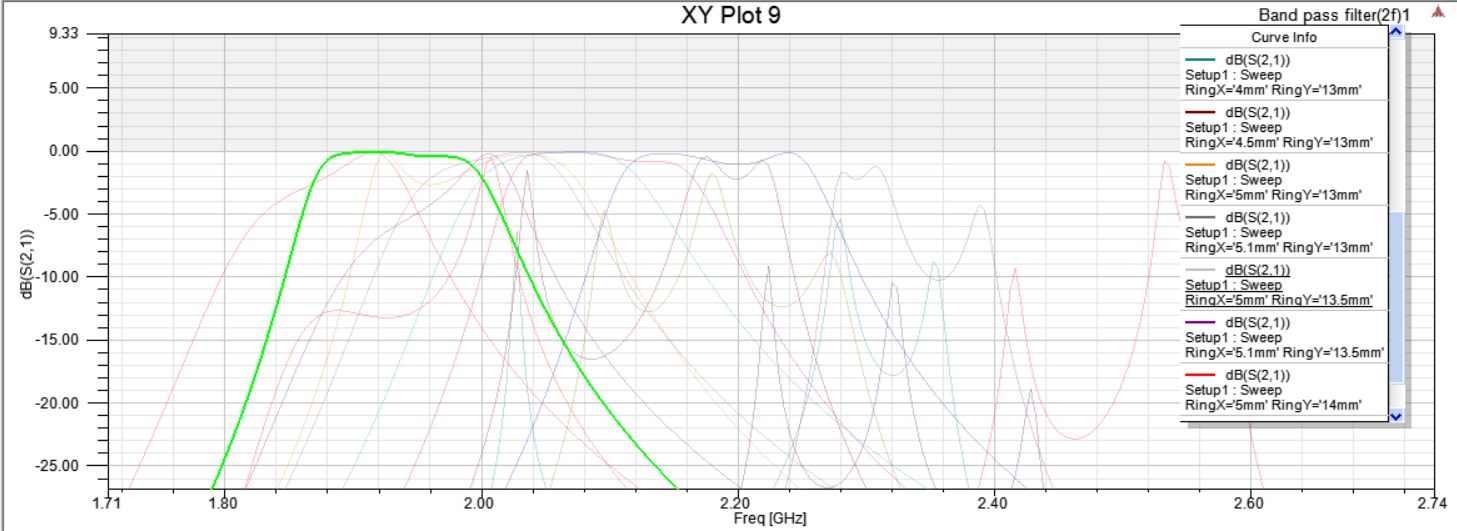 XY Plot 9
Band pass filter(2f)1
9.33
5.00
0.00
-5.00
-10.00
-15.00
-20.00
-25.00
dB(S(2,1))
1.71
1.80
2.00
2.20
2.40
2.60
2.74
Freq [GHz]
Curve Info
dB(S(2,1))
Setup1 : Sweep
RingX='4mm' RingY='13mm'
dB(S(2,1))
Setup1 : Sweep
RingX='4.5mm' RingY='13mm'
dB(S(2,1))
Setup1 : Sweep
RingX='5mm' RingY='13mm'
dB(S(2,1))
Setup1 : Sweep
RingX='5.1mm' RingY='13mm'
dB(S(2,1))
Setup1 : Sweep
RingX='5mm' RingY='13.5mm'
dB(S(2,1))
Setup1 : Sweep
RingX='5.1mm' RingY='13.5mm'
dB(S(2,1))
Setup1 : Sweep
RingX='5mm' RingY='14mm'